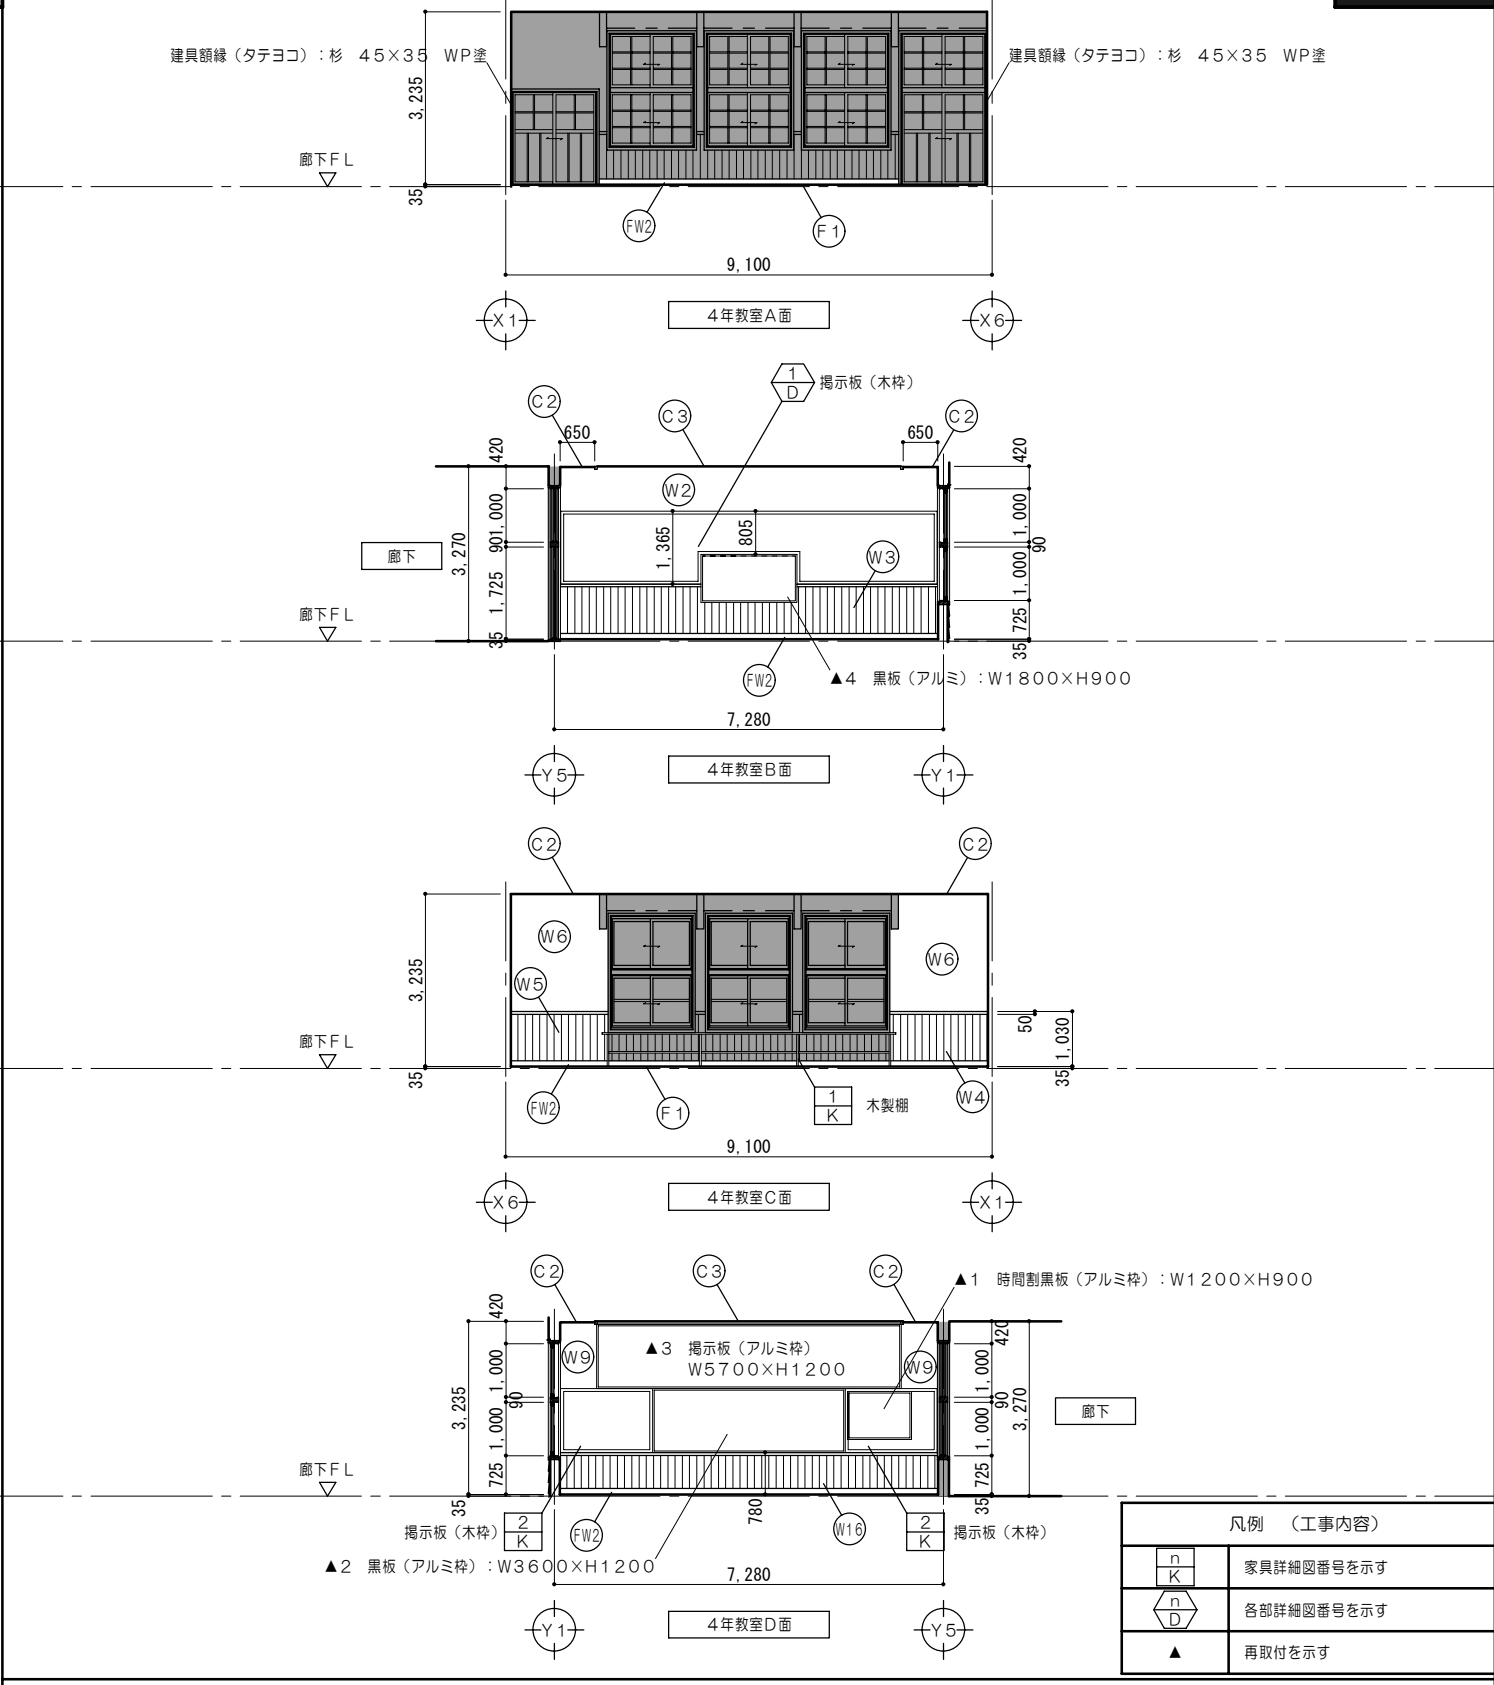 建具額縁（タテヨコ）：杉　４５×３５　ＷＰ塗
建具額縁（タテヨコ）：杉　４５×３５　ＷＰ塗
3,235
廊下ＦＬ
35
FW2
Ｆ１
9,100
Ｘ１
４年教室Ａ面
Ｘ６
1
D
掲示板（木枠）
Ｃ２
Ｃ３
Ｃ２
650
650
420
420
Ｗ２
1,000
1,000
1,365
805
90
90
廊下
3,270
Ｗ３
1,000
1,725
廊下ＦＬ
725
35
35
FW2
▲４　黒板（アルミ）：Ｗ１８００×Ｈ９００
7,280
Ｙ５
４年教室Ｂ面
Ｙ１
Ｃ２
Ｃ２
Ｗ６
Ｗ６
3,235
Ｗ５
50
1,030
廊下ＦＬ
35
35
FW2
Ｆ１
1
K
木製棚
Ｗ４
9,100
Ｘ６
４年教室Ｃ面
Ｘ１
Ｃ２
Ｃ３
Ｃ２
▲１　時間割黒板（アルミ枠）：Ｗ１２００×Ｈ９００
420
420
▲３　掲示板（アルミ枠）
Ｗ５７００×Ｈ１２００
Ｗ９
Ｗ９
1,000
1,000
90
90
3,235
3,270
廊下
1,000
1,000
廊下ＦＬ
725
725
35
35
780
掲示板（木枠）
2
K
FW2
W16
2
K
掲示板（木枠）
▲２　黒板（アルミ枠）：Ｗ３６００×Ｈ１２００
7,280
Ｙ１
４年教室Ｄ面
Ｙ５
凡例　（工事内容）
n
K
家具詳細図番号を示す
n
D
各部詳細図番号を示す
▲
再取付を示す